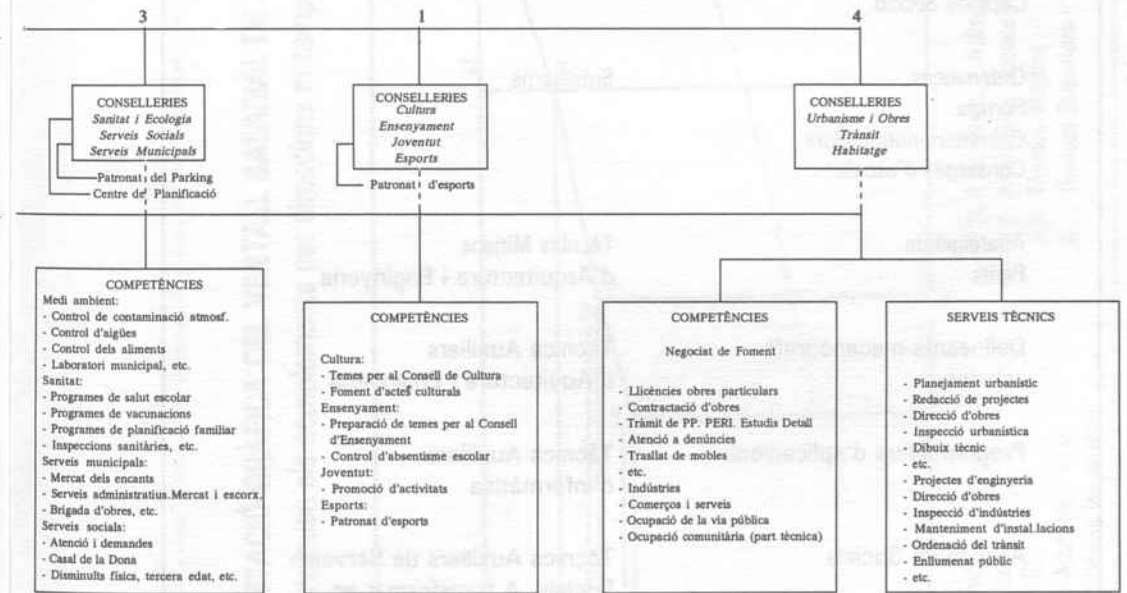 3
1
4
CONSELLERIES
Sanitat i Ecología
Serveis Socials
Serveis Municipals
Patronat del Parking
Centre de Planificació
CONSELLERIES
Cultura
Ensenyament
Joventut
Esports
Patronat d'esports
CONSELLERIES
Urbanisme i Obres
Trànsit
Habitatge
COMPETÉNCIES
Medi ambient:
- Control de contaminació atmosf.
- Control d'aigües
- Control dels aliments
- Laboratori municipal, etc.
Sanitat:
- Programes de salut escolar
- Programes de vacunacions
- Programes de planificació familiar
- Inspeccions sanitàries, etc.
Serveis municipals:
- Mercat dels encants
- Serveis administratius.Mercat i escorx.
- Brigada d'obres, etc.
Serveis socials:
- Atenció i demandes
- Casal de la Dona
- Disminuïts físics, tercera edat, etc.
COMPETÈNCIES
Cultura:
- Temes per al Consell de Cultura
- Foment d'actes culturals
Ensenyament:
- Preparació de temes per al Consell
d'Ensenyament
- Control d'absentisme escolar
Joventut:
- Promoció d'activitats
Esports:
- Patronat d'esports
COMPETÈNCIES
Negociat de Foment
- Llicències obres particulars
- Contractació d'obres
- Tràmit de PP. PERI. Estudis Detall
- Atenció a denúncies
- Trasllat de mobles
- etc.
- Indústries
- Comerços i serveis
- Ocupació de la via pública
- Ocupació comunitària (part tècnica)
SERVEIS TÈCNICS
- Planejament urbanístic
- Redacció de projectes
- Direcció d'obres
- Inspecció urbanística
- Dibuix tècnic
- etc.
- Projectes d'enginyeria
- Direcció d'obres
- Inspecció d'indústries
- Manteniment d'instal.lacions
- Ordenació del trànsit
- Enllumenat públic
- etc.